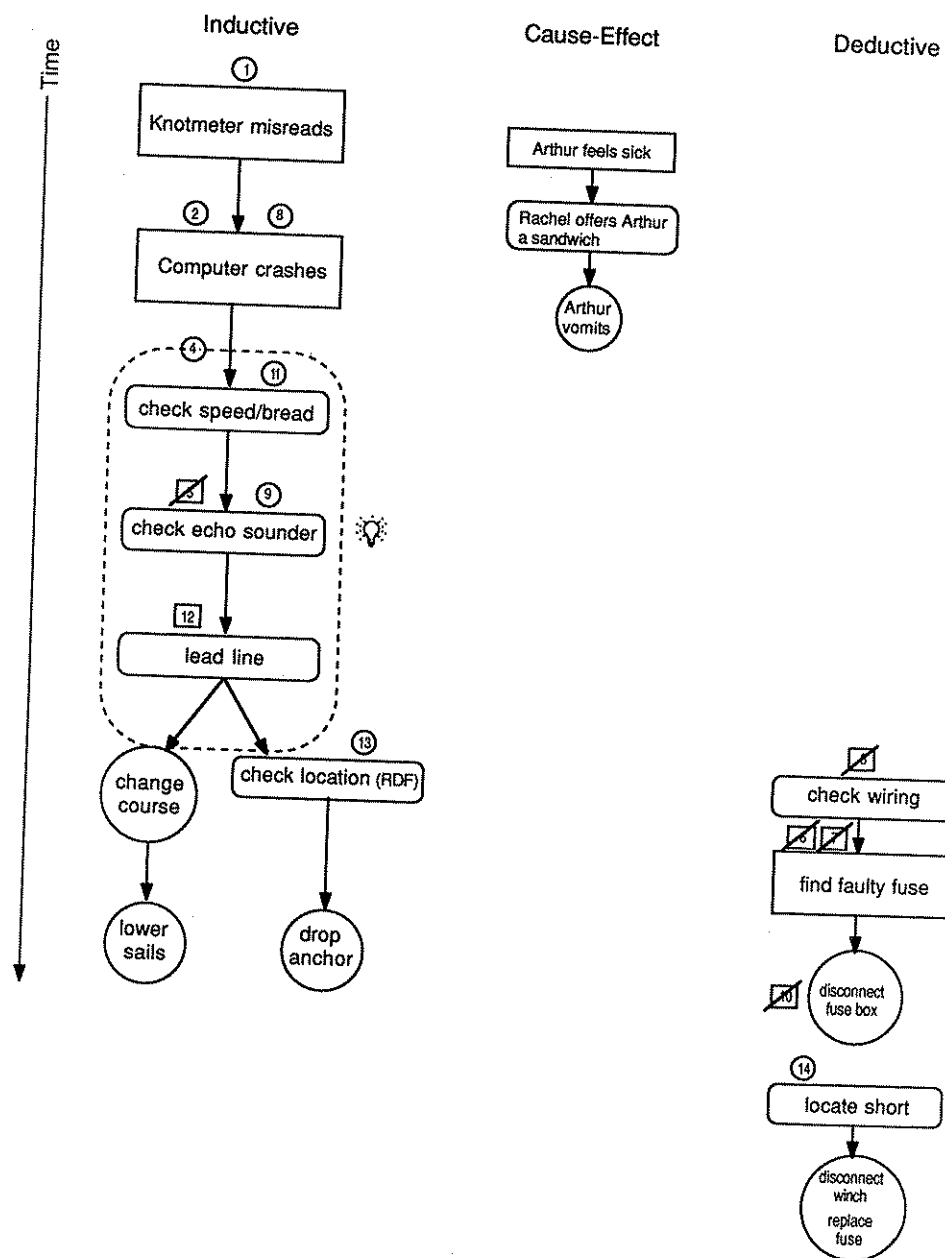 Time
Inductive
Cause-Effect
Deductive
1
Knotmeter misreads
Arthur feels sick
2
8
Rachel offers Arthur
a sandwich
Computer crashes
Arthur
vomits
4
11
check speed/bread
9
check echo sounder
12
lead line
13
change
course
check location (RDF)
check wiring
find faulty fuse
lower
sails
drop
anchor
10
disconnect
fuse box
14
locate short
disconnect
winch
replace
fuse